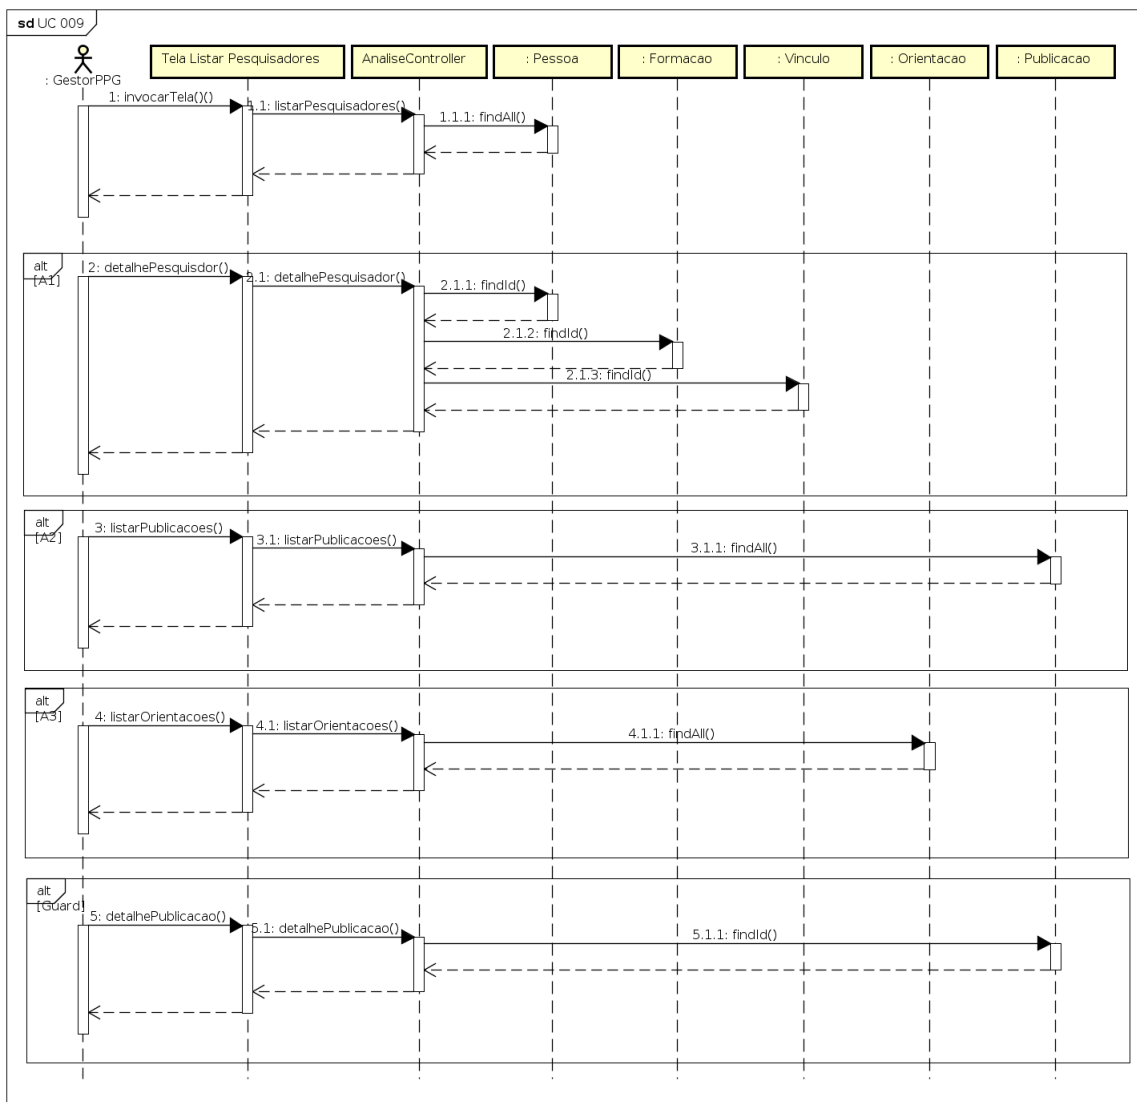 sd UC 009
: GestorPPG
Tela Listar Pesquisadores
AnaliseController
: Pessoa
: Formacao
: Vinculo
: Orientacao
: Publicacao
1: invocarTela()()
1.1: listarPesquisadores()
1.1.1: findAll()
alt
[A1]
2: detalhePesquisdor()
2.1: detalhePesquisador()
2.1.1: findId()
2.1.2: findId()
2.1.3: findId()
alt
[A2]
3: listarPublicacoes()
3.1: listarPublicacoes()
3.1.1: findAll()
alt
[A3]
4: listarOrientacoes()
4.1: listarOrientacoes()
4.1.1: findAll()
alt
[Guard]
5: detalhePublicacao()
5.1: detalhePublicacao()
5.1.1: findId()